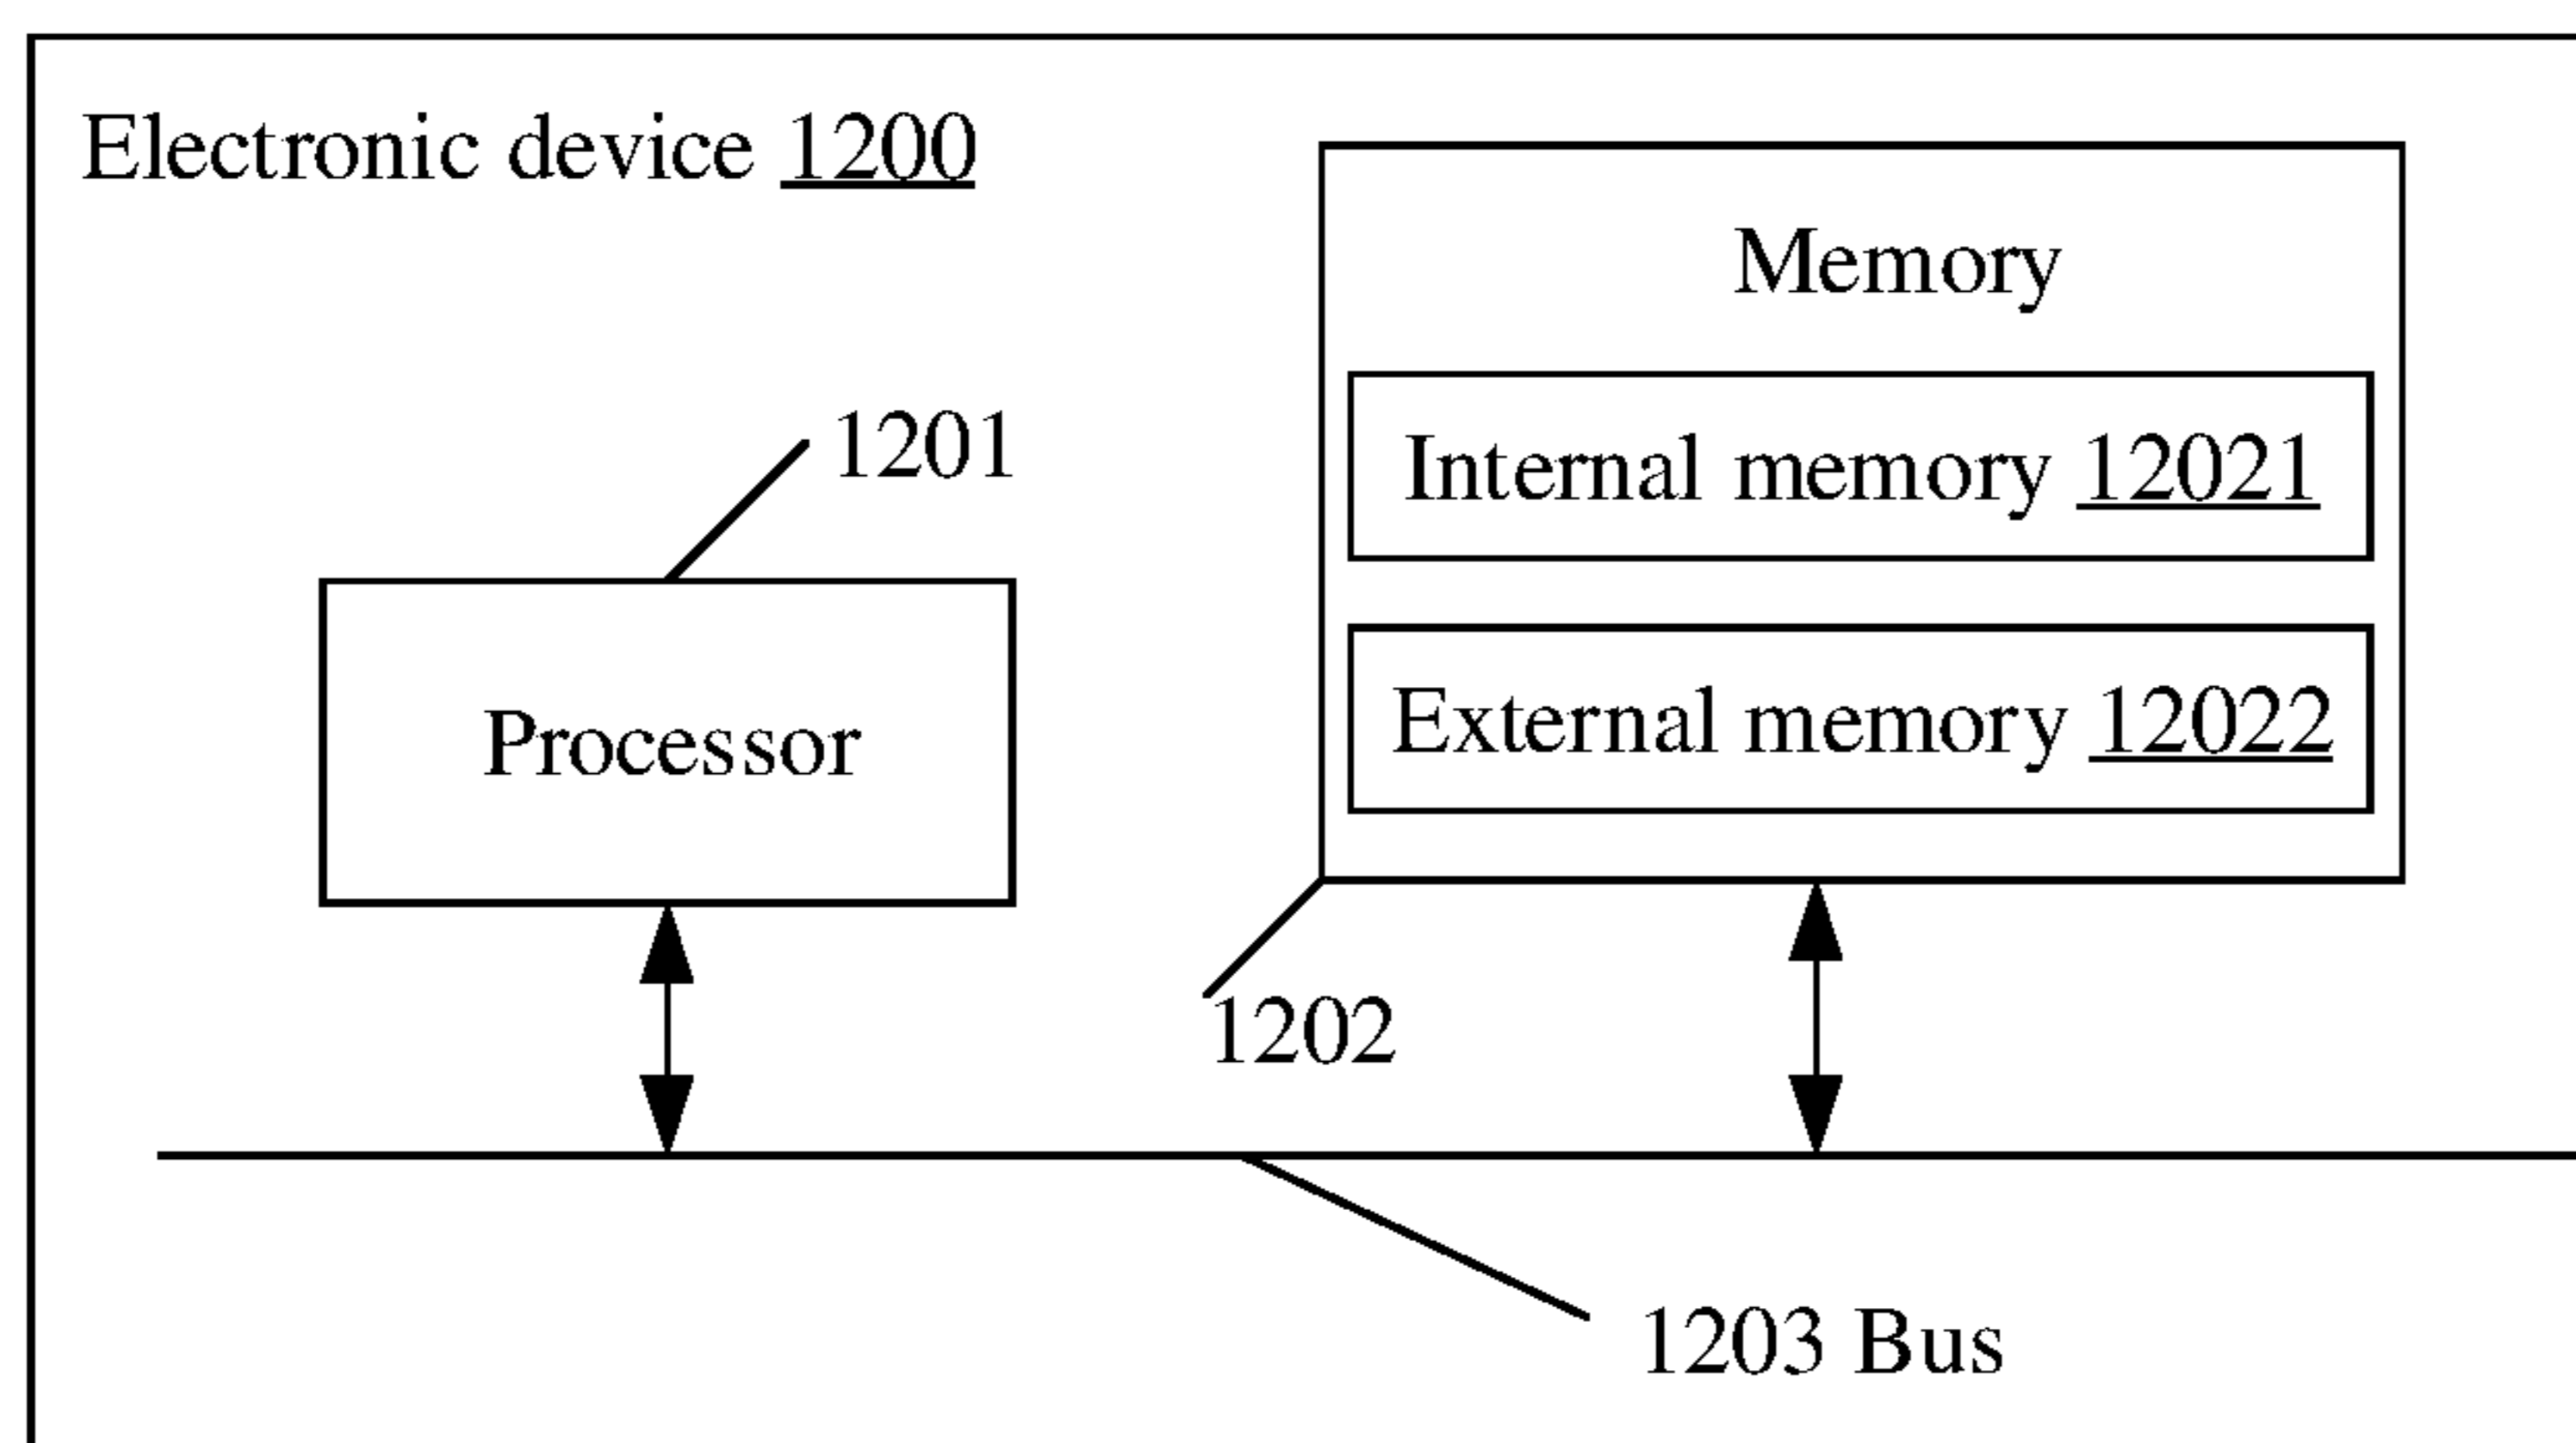 Electronic device 1200
Memory
1201
Internal memory 12021
External memory 12022
Processor
1202
1203 Bus